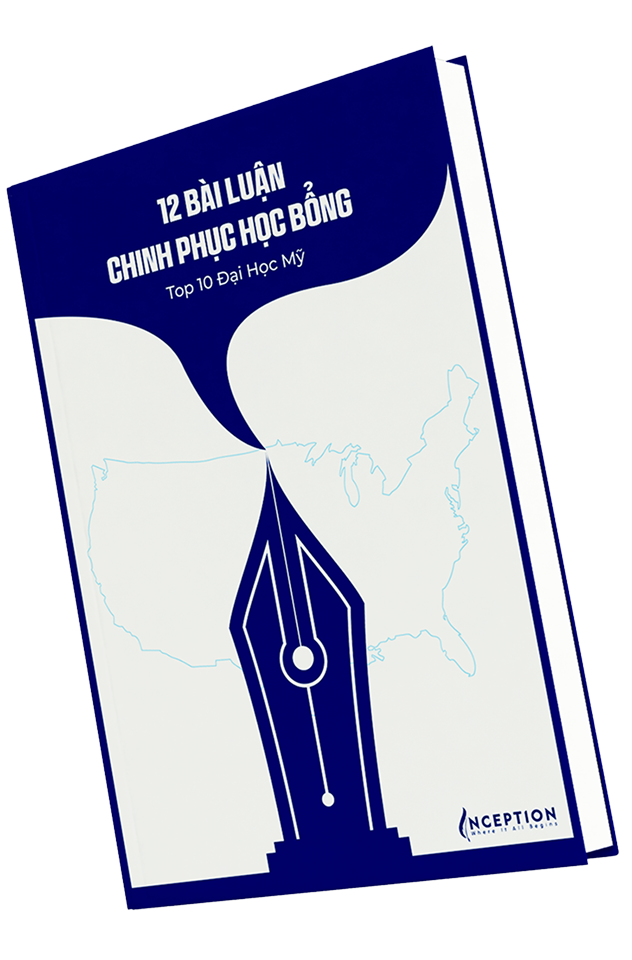 12 BÀI LUẬN
CHINH PHỤC HỌC BỔNG
Top 10 Đại Học Mỹ
INCEPTION
Where It All Begins